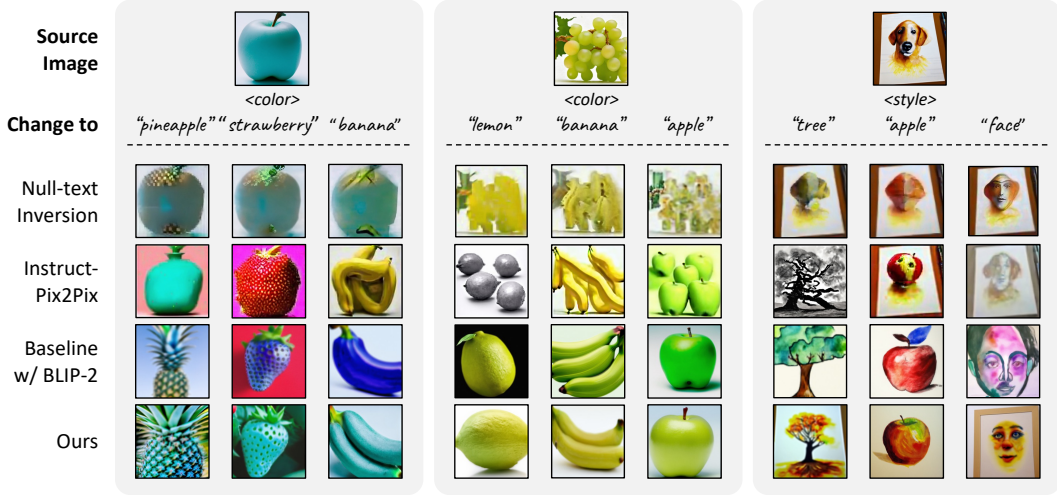 Source
Image
<color>
<color>
<style>
Change to
“pineapple” “strawberry” “banana”
“lemon” “banana” “apple”
“tree” “apple” “face”
Null-text
Inversion
Instruct-
Pix2Pix
Baseline
w/ BLIP-2
Ours